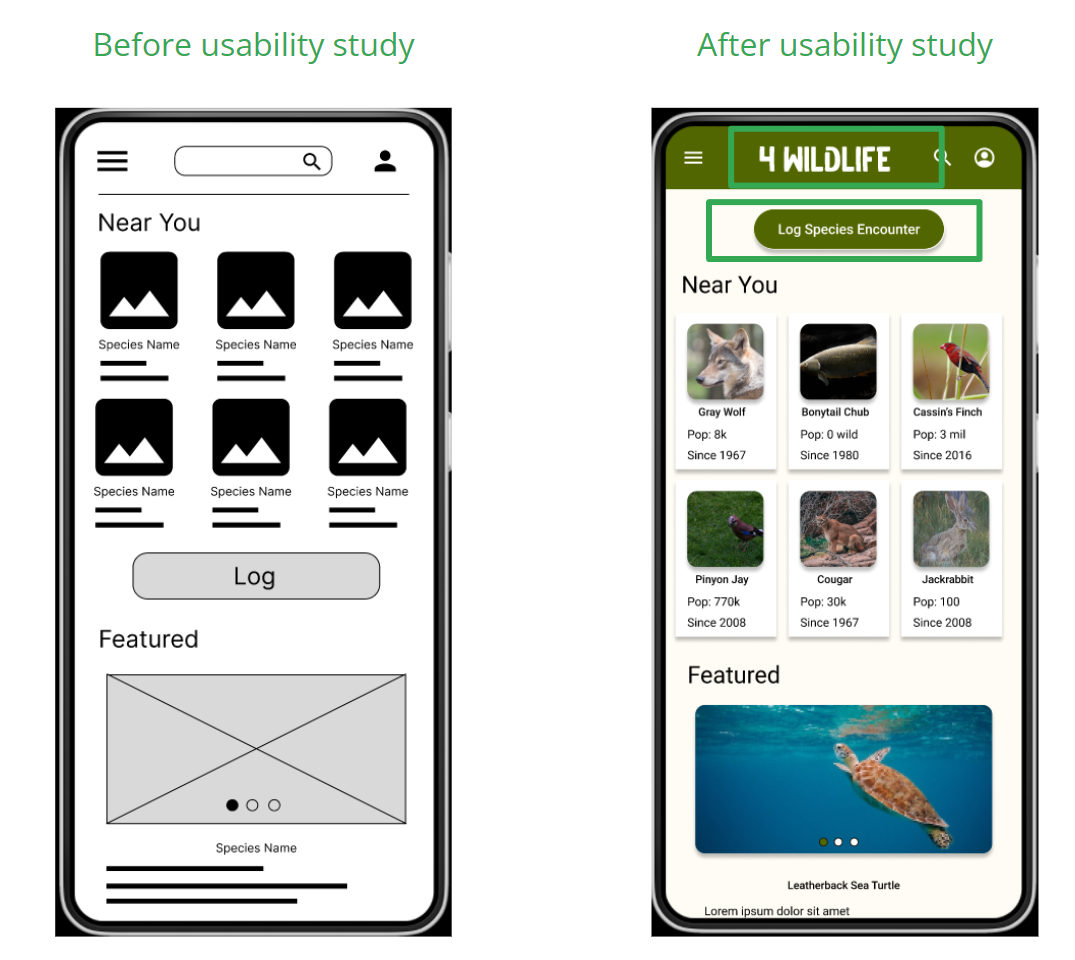 Before usability study
After usability study
Near You
Species Name Species Name Species Name
Species Name Species Name Species Name
Log
Featured
Species Name
4 WILDLIFE
Log Species Encounter
Near You
Gray Wolf Bonytail Chub Cassin's Finch
Pop: 8k Pop: 0 wild Pop: 3 mil
Since 1967 Since 1980 Since 2016
Pinyon Jay Cougar Jackrabbit
Pop: 770k Pop: 30k Pop: 100
Since 2008 Since 1967 Since 2008
Featured
Leatherback Sea Turtle
Lorem ipsum dolor sit amet